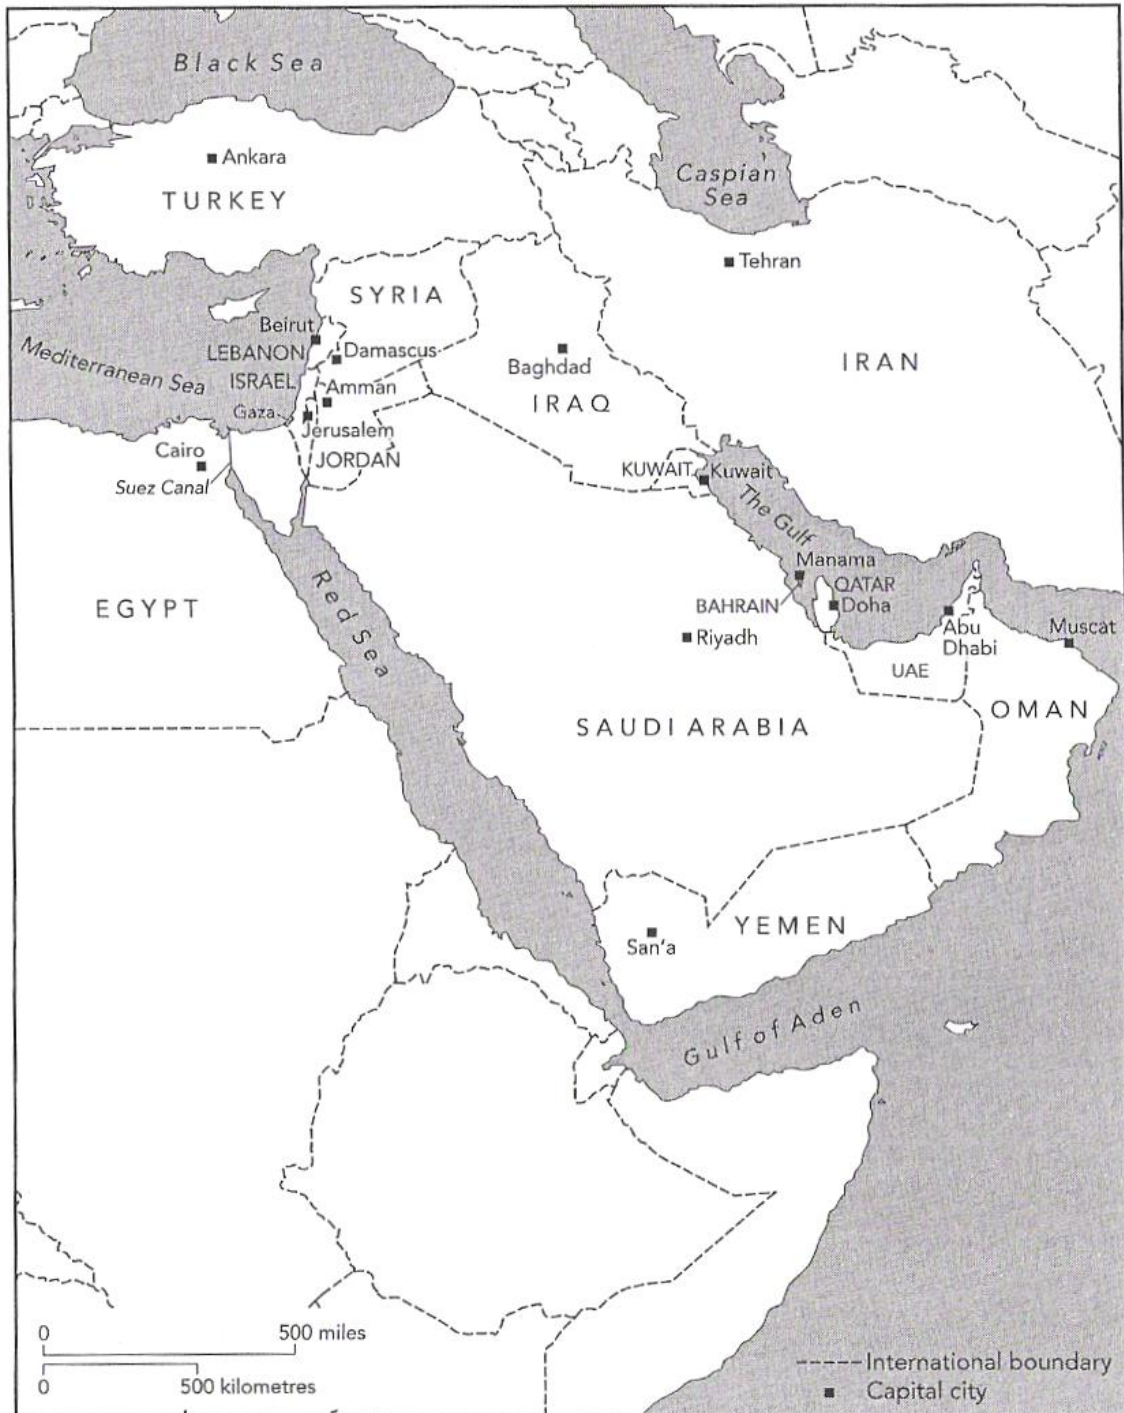 Black Sea
Ankara
TURKEY
Caspian
Sea
Tehran
SYRIA
Beirut
LEBANON
Damascus
Mediterranean Sea
ISRAEL
Amman
Baghdad
IRAN
IRAQ
Gaza
Jerusalem
Cairo
JORDAN
Suez Canal
KUWAIT
Kuwait
The Gulf
Manama
QATAR
BAHRAIN
Doha
EGYPT
Red Sea
Riyadh
Abu
Dhabi
Muscat
UAE
OMAN
SAUDI ARABIA
YEMEN
San'a
Gulf of Aden
0 500 miles
0 500 kilometres
International boundary
Capital city